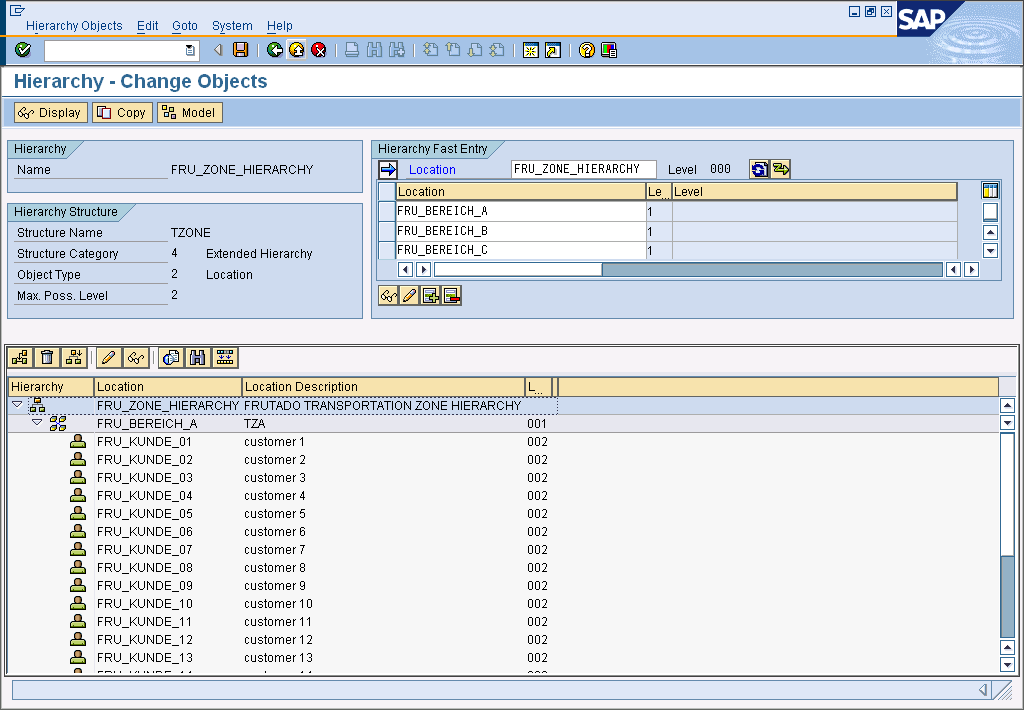 Hierarchy Objects Edit Goto System Help
SAP
Hierarchy - Change Objects
Display Copy Model
Hierarchy
Name FRU_ZONE_HIERARCHY
Hierarchy Structure
Structure Name TZONE
Structure Category 4 Extended Hierarchy
Object Type 2 Location
Max. Poss. Level 2
Hierarchy Fast Entry
Location FRU_ZONE_HIERARCHY Level 000
Location Le... Level
FRU_BEREICH_A 1
FRU_BEREICH_B 1
FRU_BEREICH_C 1
Hierarchy Location Location Description L...
FRU_ZONE_HIERARCHY FRUTADO TRANSPORTATION ZONE HIERARCHY
FRU_BEREICH_A TZA 001
FRU_KUNDE_01 customer 1 002
FRU_KUNDE_02 customer 2 002
FRU_KUNDE_03 customer 3 002
FRU_KUNDE_04 customer 4 002
FRU_KUNDE_05 customer 5 002
FRU_KUNDE_06 customer 6 002
FRU_KUNDE_07 customer 7 002
FRU_KUNDE_08 customer 8 002
FRU_KUNDE_09 customer 9 002
FRU_KUNDE_10 customer 10 002
FRU_KUNDE_11 customer 11 002
FRU_KUNDE_12 customer 12 002
FRU_KUNDE_13 customer 13 002